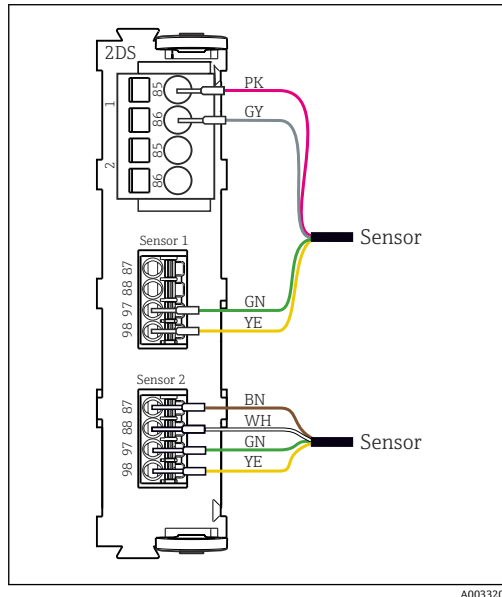 2DS
1
85
86
2
85
86
PK
GY
Sensor
Sensor 1
87
88
97
98
GN
YE
Sensor 2
87
88
97
98
BN
WH
GN
YE
Sensor